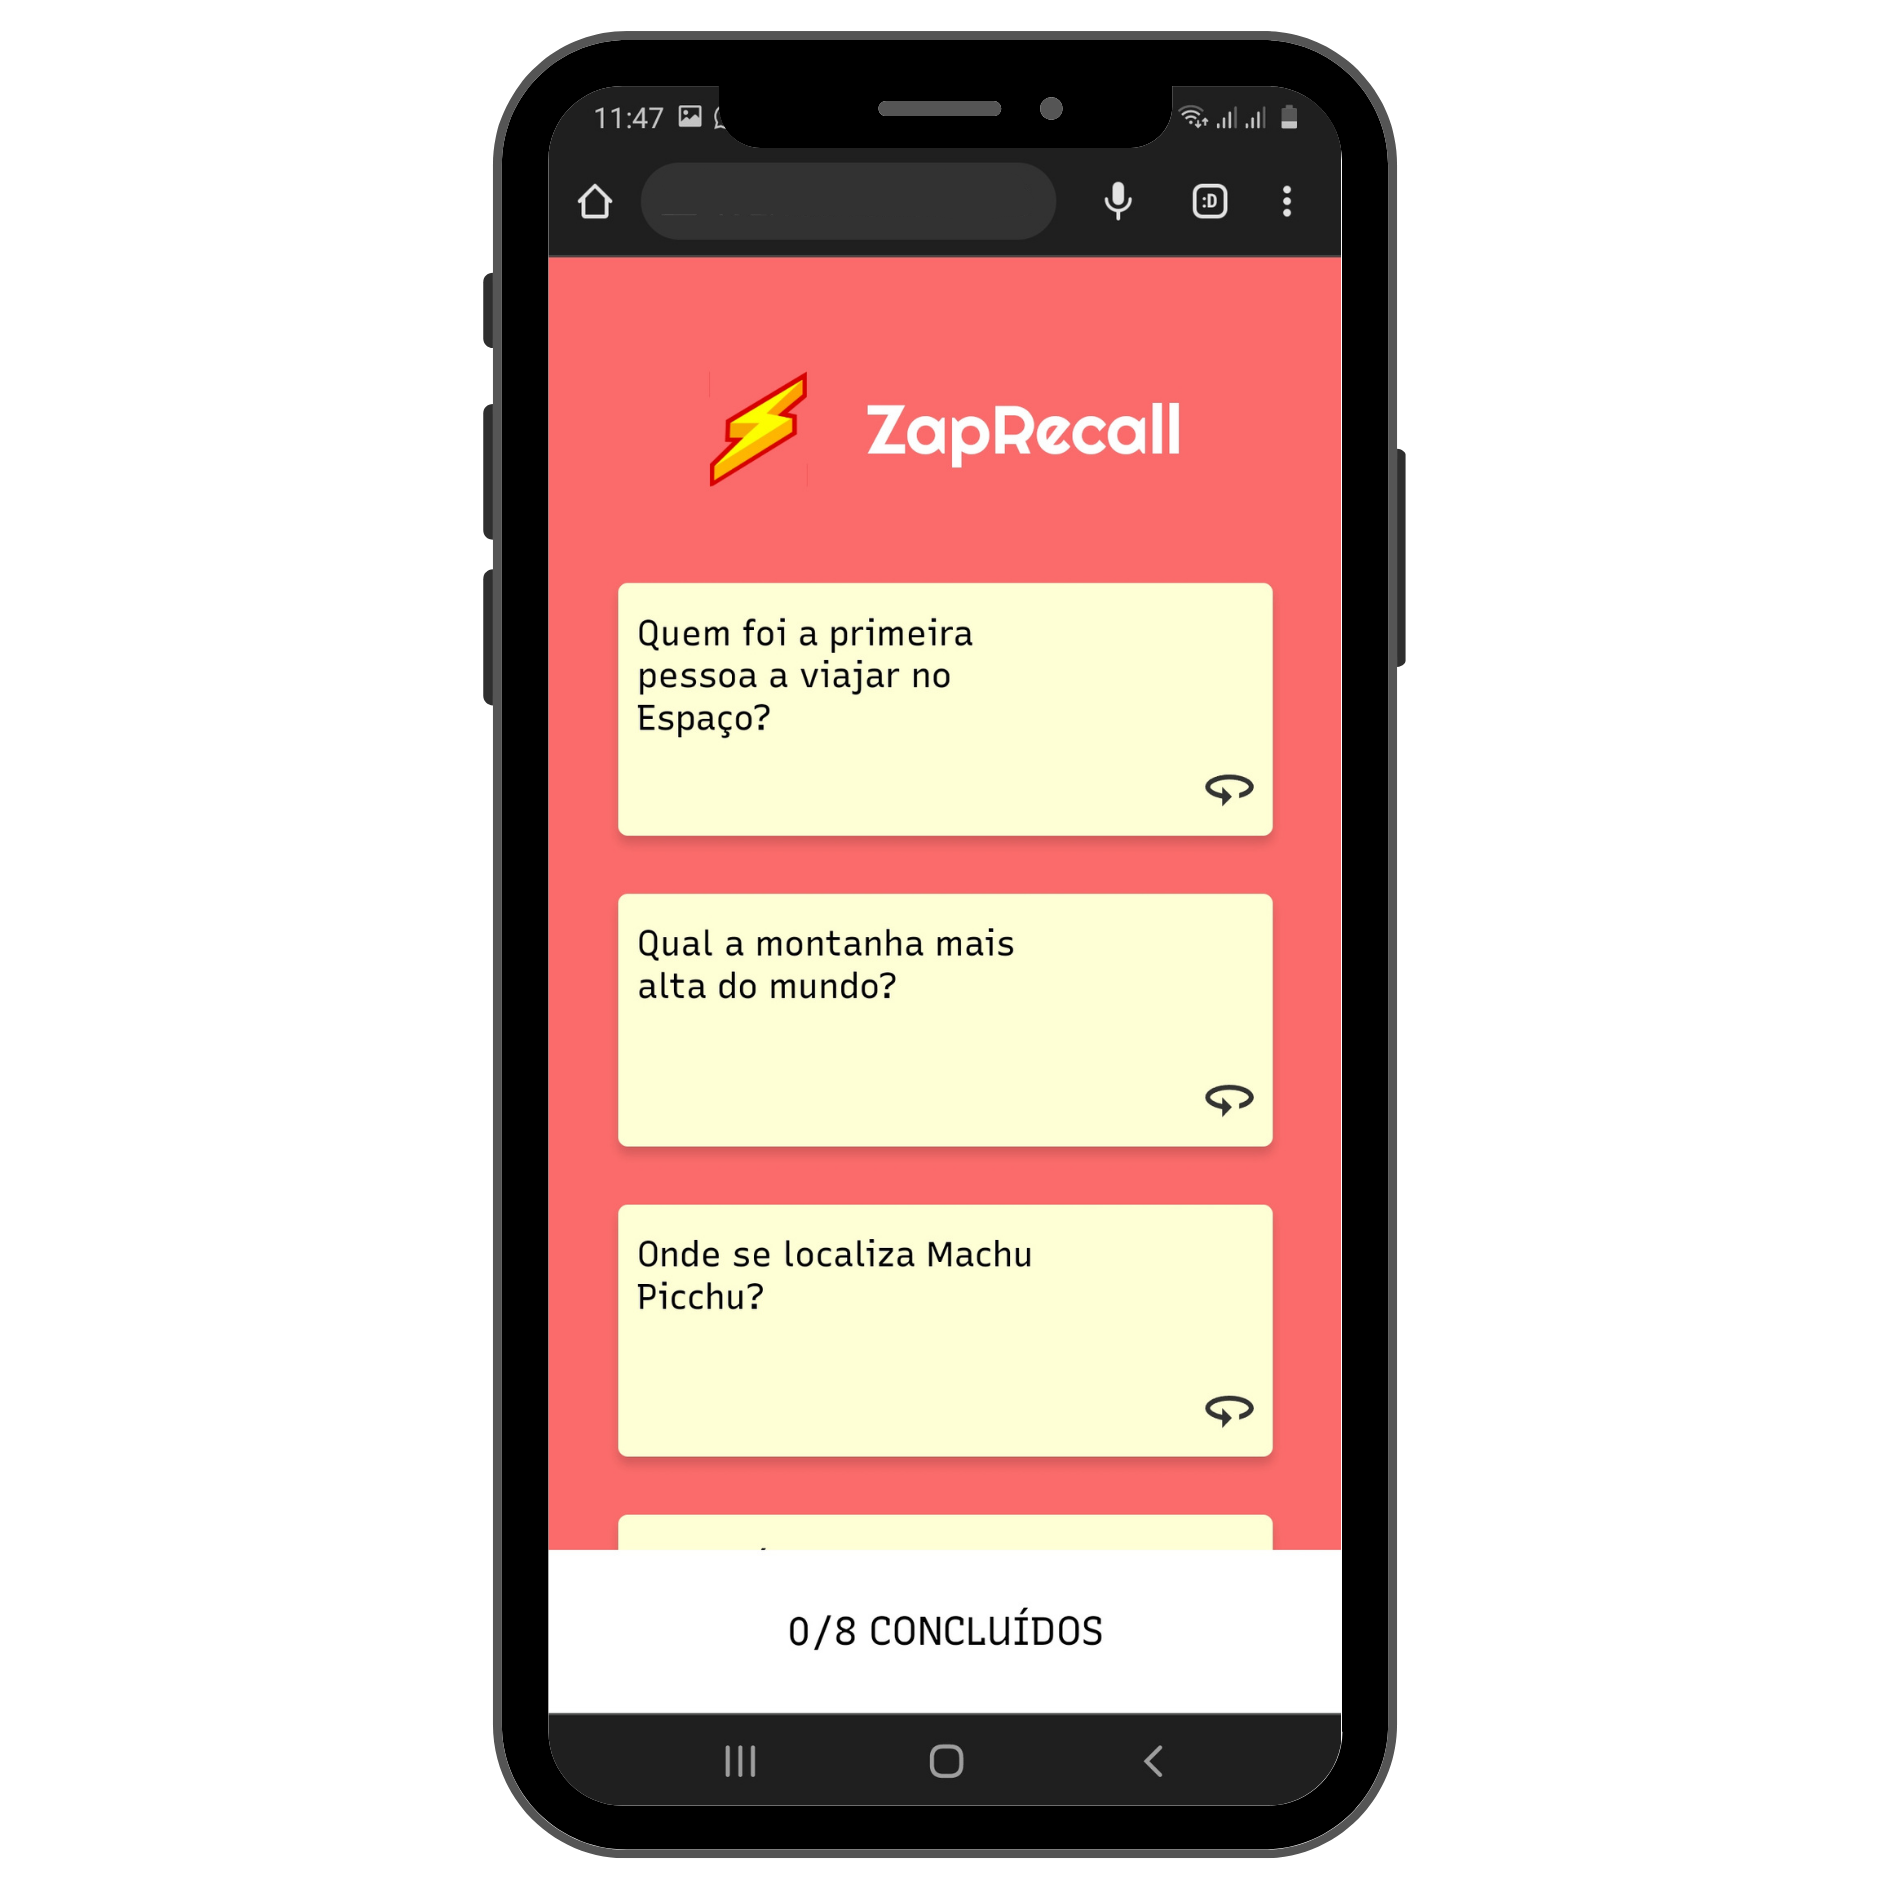 11:47
:D
ZapRecall
Quem foi a primeira
pessoa a viajar no
Espaço?
Qual a montanha mais
alta do mundo?
Onde se localiza Machu
Picchu?
0/8 CONCLUÍDOS